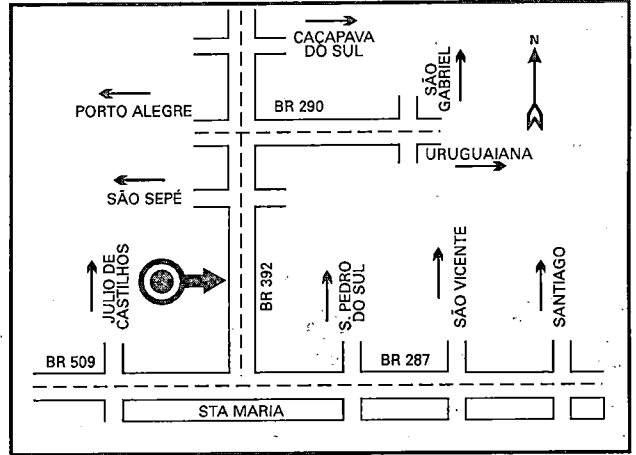 CAÇAPAVA
DO SUL
N
SÃO
GABRIEL
PORTO ALEGRE
BR 290
URUGUAIANA
SÃO SEPÉ
JULIO DE
CASTILHOS
BR 392
S. PEDRO
DO SUL
SÃO VICENTE
SANTIAGO
BR 509
BR 287
STA MARIA